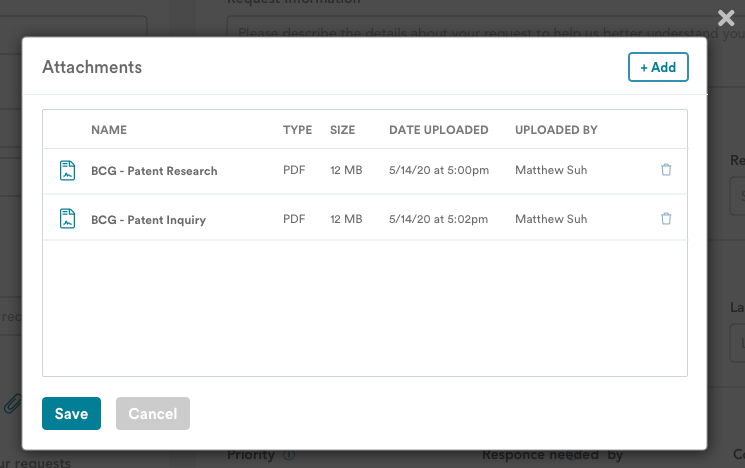 Request Information
Please describe the details about your request to help us better understand you
Attachments
+ Add
NAME TYPE SIZE DATE UPLOADED UPLOADED BY
BCG - Patent Research PDF 12 MB 5/14/20 at 5:00pm Matthew Suh
Re
BCG - Patent Inquiry PDF 12 MB 5/14/20 at 5:02pm Matthew Suh
La
rec
Save Cancel
Priority Responce needed by Co
ur requests